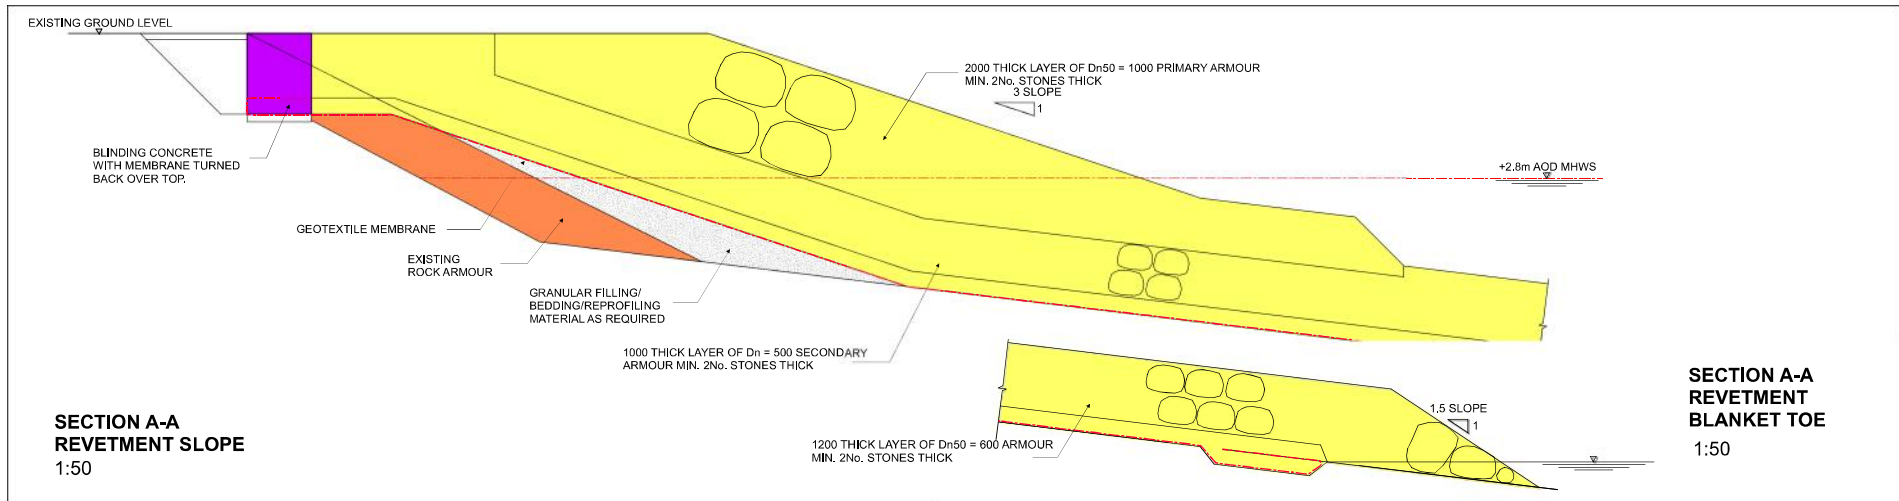 EXISTING GROUND LEVEL
2000 THICK LAYER OF Dn50 = 1000 PRIMARY ARMOUR
MIN. 2No. STONES THICK
3 SLOPE
1
BLINDING CONCRETE
WITH MEMBRANE TURNED
BACK OVER TOP.
+2.8m AOD MHWS
GEOTEXTILE MEMBRANE
EXISTING
ROCK ARMOUR
GRANULAR FILLING/
BEDDING/REPROFILING
MATERIAL AS REQUIRED
1000 THICK LAYER OF Dn = 500 SECONDARY
ARMOUR MIN. 2No. STONES THICK
SECTION A-A
REVETMENT SLOPE
1:50
1200 THICK LAYER OF Dn50 = 600 ARMOUR
MIN. 2No. STONES THICK
1.5 SLOPE
1
SECTION A-A
REVETMENT
BLANKET TOE
1:50